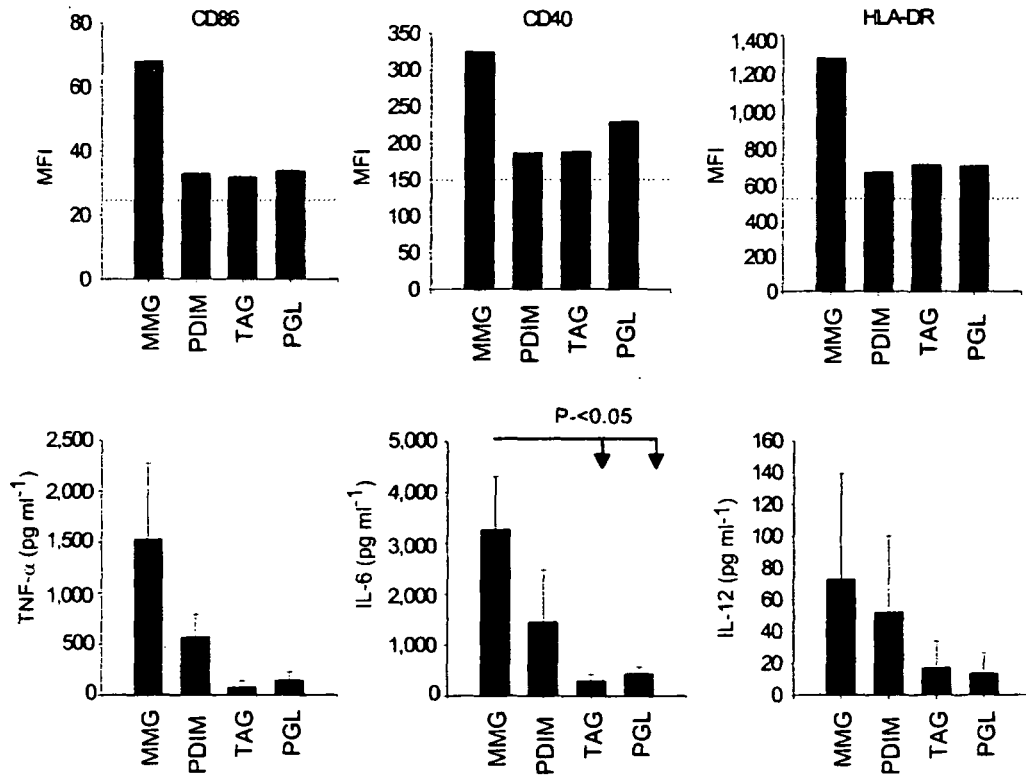 CD86
MFI
80
60
40
20
0
MMG
PDIM
TAG
PGL
CD40
MFI
350
300
250
200
150
100
50
0
MMG
PDIM
TAG
PGL
HLA-DR
MFI
1,400
1,200
1,000
800
600
400
200
0
MMG
PDIM
TAG
PGL
TNF-α (pg ml⁻¹)
2,500
2,000
1,500
1,000
500
0
MMG
PDIM
TAG
PGL
P-<0.05
IL-6 (pg ml⁻¹)
5,000
4,000
3,000
2,000
1,000
0
MMG
PDIM
TAG
PGL
IL-12 (pg ml-1)
160
140
120
100
80
60
40
20
0
MMG
PDIM
TAG
PGL